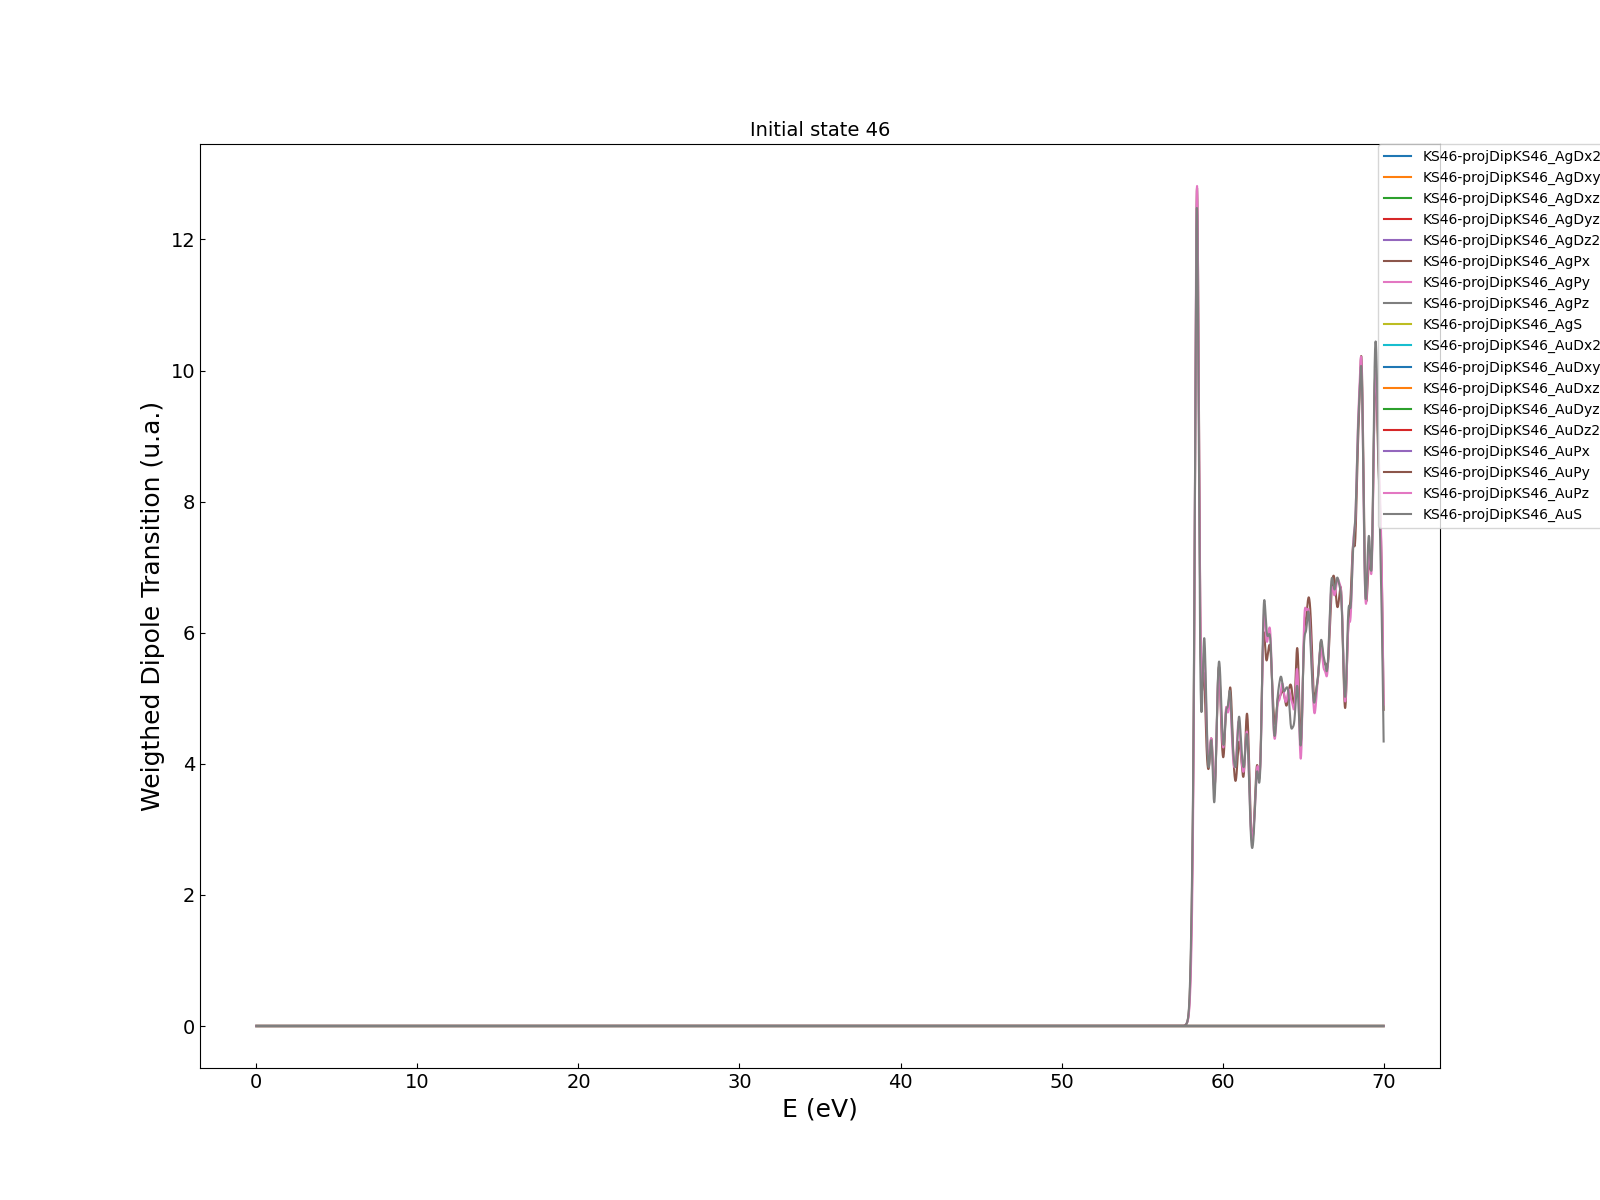 Initial state 46
Weigthed Dipole Transition (u.a.)
12
10
8
6
4
2
0
0 10 20 30 40 50 60 70
E (eV)
KS46-projDipKS46_AgDx2
KS46-projDipKS46_AgDxy
KS46-projDipKS46_AgDxz
KS46-projDipKS46_AgDyz
KS46-projDipKS46_AgDz2
KS46-projDipKS46_AgPx
KS46-projDipKS46_AgPy
KS46-projDipKS46_AgPz
KS46-projDipKS46_AgS
KS46-projDipKS46_AuDx2
KS46-projDipKS46_AuDxy
KS46-projDipKS46_AuDxz
KS46-projDipKS46_AuDyz
KS46-projDipKS46_AuDz2
KS46-projDipKS46_AuPx
KS46-projDipKS46_AuPy
KS46-projDipKS46_AuPz
KS46-projDipKS46_AuS